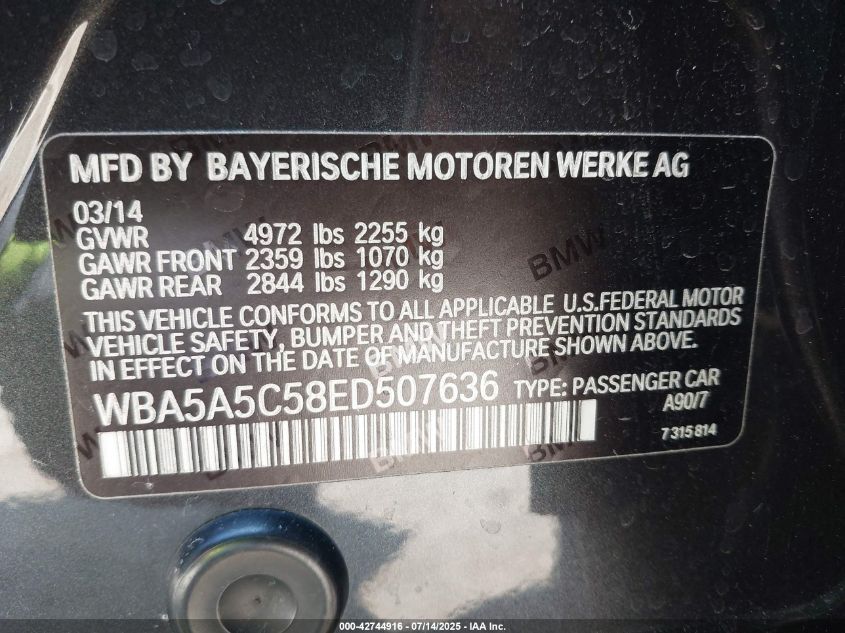 MFD BY BAYERISCHE MOTOREN WERKE AG
03/14
GVWR 4972 lbs 2255 kg
GAWR FRONT 2359 lbs 1070 kg
GAWR REAR 2844 lbs 1290 kg
THIS VEHICLE CONFORMS TO ALL APPLICABLE U.S.FEDERAL MOTOR
VEHICLE SAFETY, BUMPER AND THEFT PREVENTION STANDARDS
IN EFFECT ON THE DATE OF MANUFACTURE SHOWN ABOVE.
WBA5A5C58ED507636 TYPE: PASSENGER CAR
A90/7
7315814
BMW
000-42744916 - 07/14/2025 - IAA Inc.